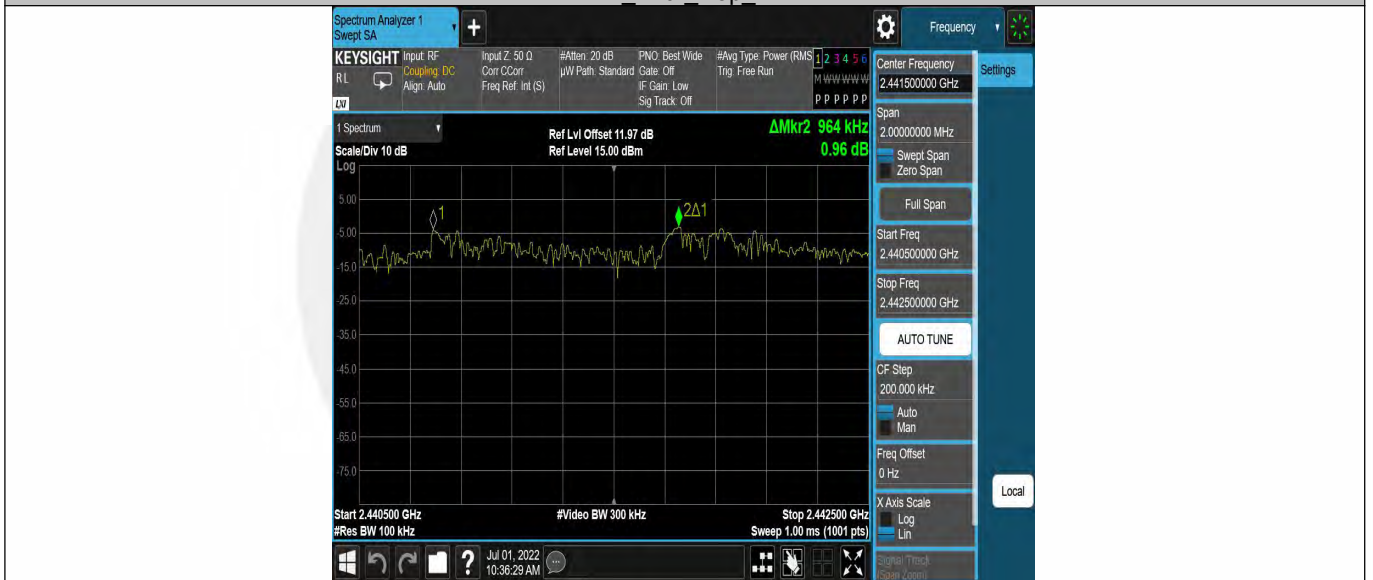 Spectrum Analyzer 1
Swept SA
+
Frequency
KEYSIGHT
Input: RF
Input Z: 50 Ω
#Atten: 20 dB
PNO: Best Wide
#Avg Type: Power (RMS
1 2 3 4 5 6
R L
Coupling: DC
Corr CCorr
µW Path: Standard
Gate: Off
Trig: Free Run
M W W W W W
Align: Auto
Freq Ref: Int (S)
IF Gain: Low
LXI
Sig Track: Off
P P P P P P
1 Spectrum
Ref Lvl Offset 11.97 dB
ΔMkr2 964 kHz
Scale/Div 10 dB
Ref Level 15.00 dBm
0.96 dB
Log
5.00
-5.00
-15.0
-25.0
-35.0
-45.0
-55.0
-65.0
-75.0
1
2Δ1
Start 2.440500 GHz
#Video BW 300 kHz
Stop 2.442500 GHz
#Res BW 100 kHz
Sweep 1.00 ms (1001 pts)
?
Jul 01, 2022
10:36:29 AM
Center Frequency
2.441500000 GHz
Settings
Span
2.00000000 MHz
Swept Span
Zero Span
Full Span
Start Freq
2.440500000 GHz
Stop Freq
2.442500000 GHz
AUTO TUNE
CF Step
200.000 kHz
Auto
Man
Freq Offset
0 Hz
X Axis Scale
Log
Lin
Signal Track
(Span Zoom)
Local